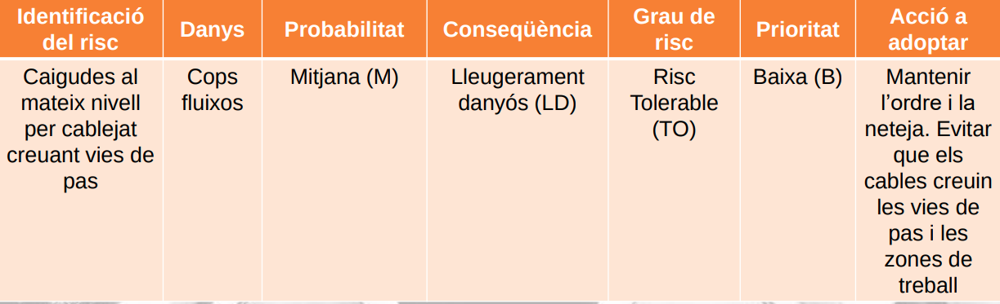 Identificació
del risc
Danys
Probabilitat
Conseqüència
Grau de
risc
Prioritat
Acció a
adoptar
Caigudes al
mateix nivell
per cablejat
creuant vies de
pas
Cops
fluixos
Mitjana (M)
Lleugerament
danyós (LD)
Risc
Tolerable
(TO)
Baixa (B)
Mantenir
l’ordre i la
neteja. Evitar
que els
cables creuin
les vies de
pas i les
zones de
treball